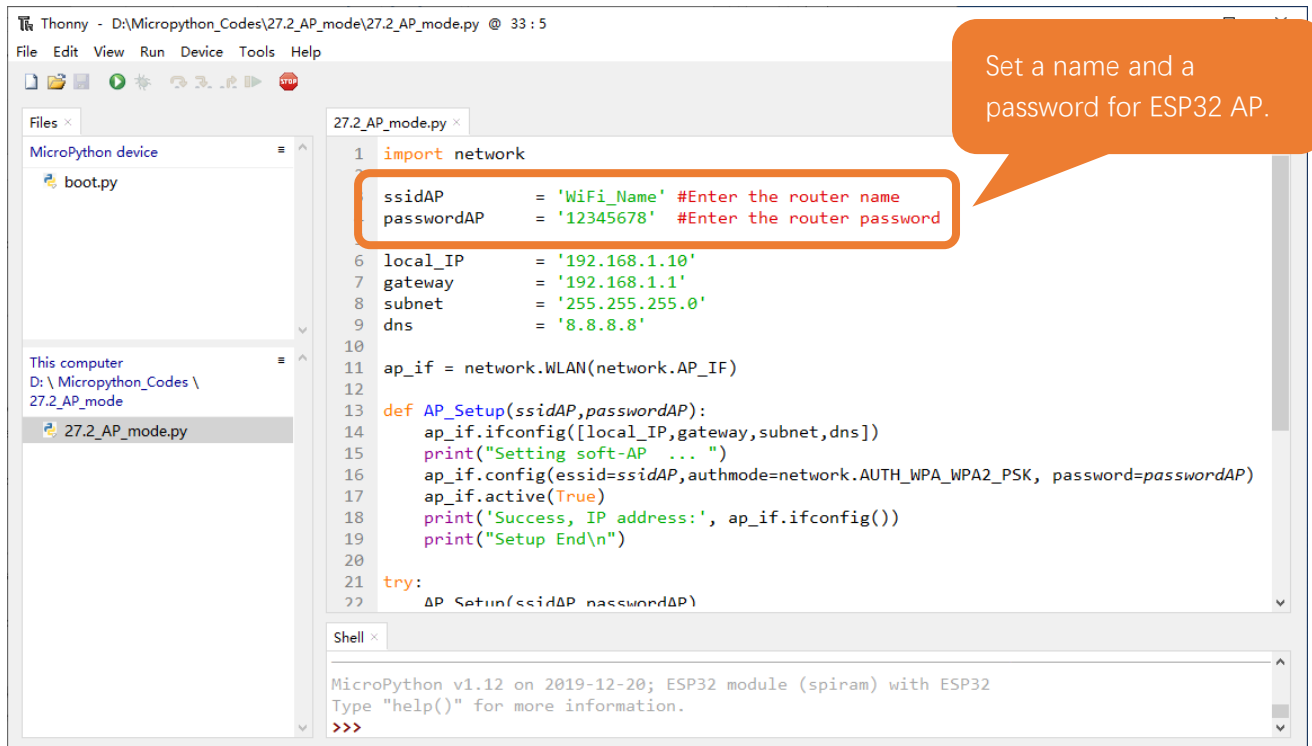 Thonny - D:\Micropython_Codes\27.2_AP_mode\27.2_AP_mode.py @ 33:5
File Edit View Run Device Tools Help
STOP
Set a name and a
password for ESP32 AP.
Files
MicroPython device
boot.py
This computer
D: \ Micropython_Codes \
27.2_AP_mode
27.2_AP_mode.py
27.2_AP_mode.py
1 import network
ssidAP = 'WiFi_Name' #Enter the router name
passwordAP = '12345678' #Enter the router password
6 local_IP = '192.168.1.10'
7 gateway = '192.168.1.1'
8 subnet = '255.255.255.0'
9 dns = '8.8.8.8'
10
11 ap_if = network.WLAN(network.AP_IF)
12
13 def AP_Setup(ssidAP,passwordAP):
14 ap_if.ifconfig([local_IP,gateway,subnet,dns])
15 print("Setting soft-AP ... ")
16 ap_if.config(essid=ssidAP,authmode=network.AUTH_WPA_WPA2_PSK, password=passwordAP)
17 ap_if.active(True)
18 print('Success, IP address:', ap_if.ifconfig())
19 print("Setup End\n")
20
21 try:
22 AP_Setup(ssidAP,passwordAP)
Shell
MicroPython v1.12 on 2019-12-20; ESP32 module (spiram) with ESP32
Type "help()" for more information.
>>>